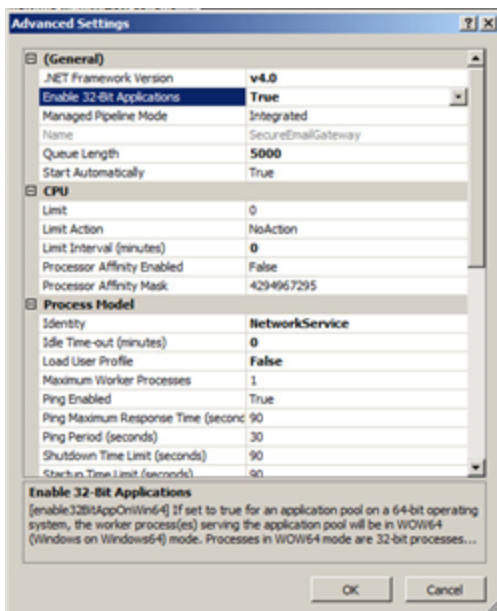 Advanced Settings
(General)
.NET Framework Version v4.0
Enable 32-Bit Applications True
Managed Pipeline Mode Integrated
Name SecureEmailGateway
Queue Length 5000
Start Automatically True
CPU
Limit 0
Limit Action NoAction
Limit Interval (minutes) 0
Processor Affinity Enabled False
Processor Affinity Mask 4294967295
Process Model
Identity NetworkService
Idle Time-out (minutes) 0
Load User Profile False
Maximum Worker Processes 1
Ping Enabled True
Ping Maximum Response Time (second 90
Ping Period (seconds) 30
Shutdown Time Limit (seconds) 90
Startup Time Limit (seconds) 90
Enable 32-Bit Applications
[enable32BitAppOnWin64] If set to true for an application pool on a 64-bit operating
system, the worker process(es) serving the application pool will be in WOW64
(Windows on Windows64) mode. Processes in WOW64 mode are 32-bit processes...
OK Cancel